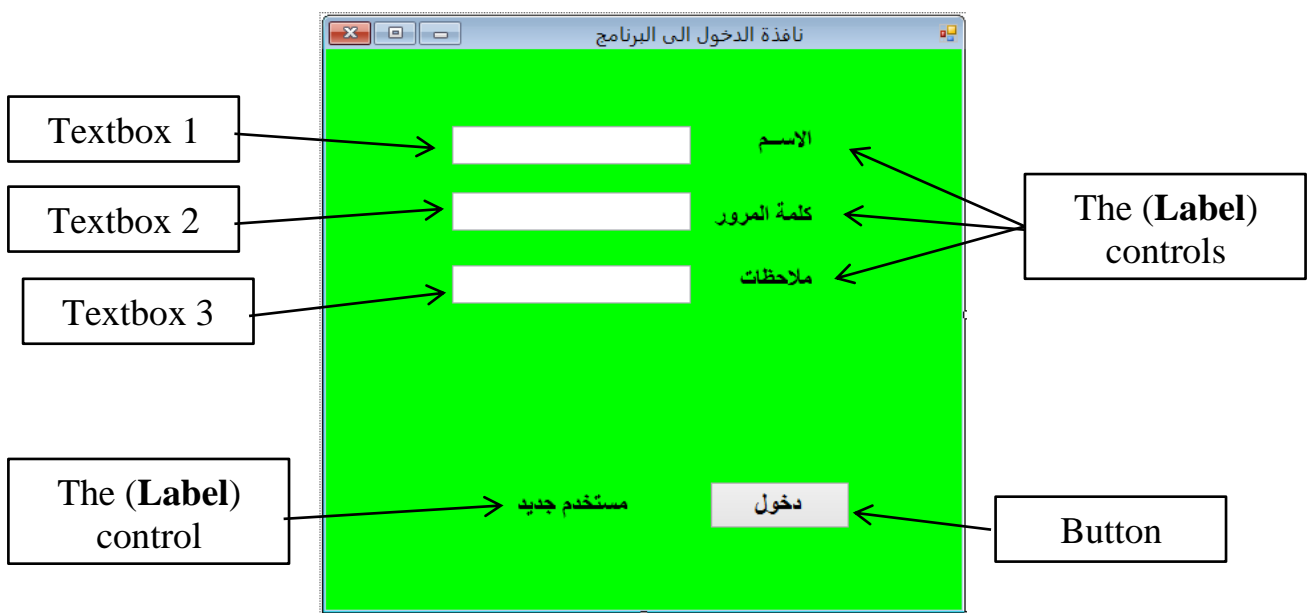 نافذة الدخول الى البرنامج
Textbox 1
الاســم
Textbox 2
كلمة المرور
The (Label)
controls
Textbox 3
ملاحظات
The (Label)
control
مستخدم جديد
دخول
Button